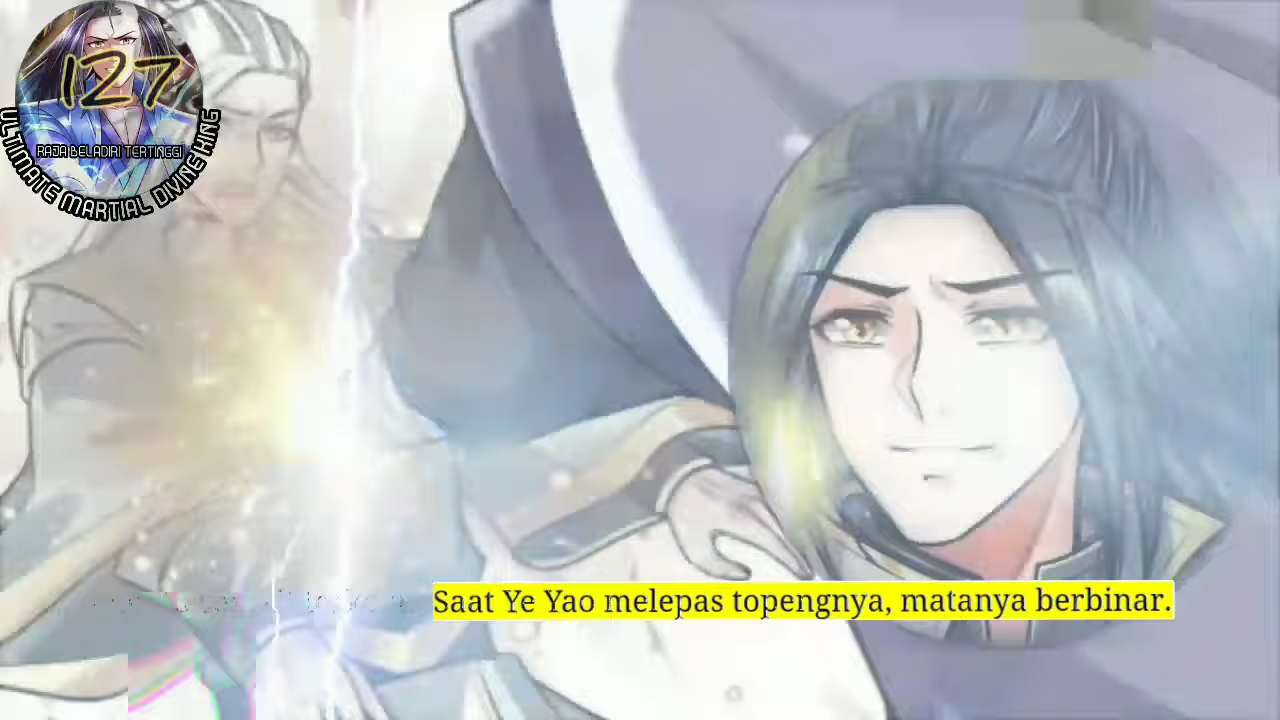 127
RAJA BELADIRI TERTINGGI
ULTIMATE MARTIAL DIVINE KING
Saat Ye Yao melepas topengnya, matanya berbinar.